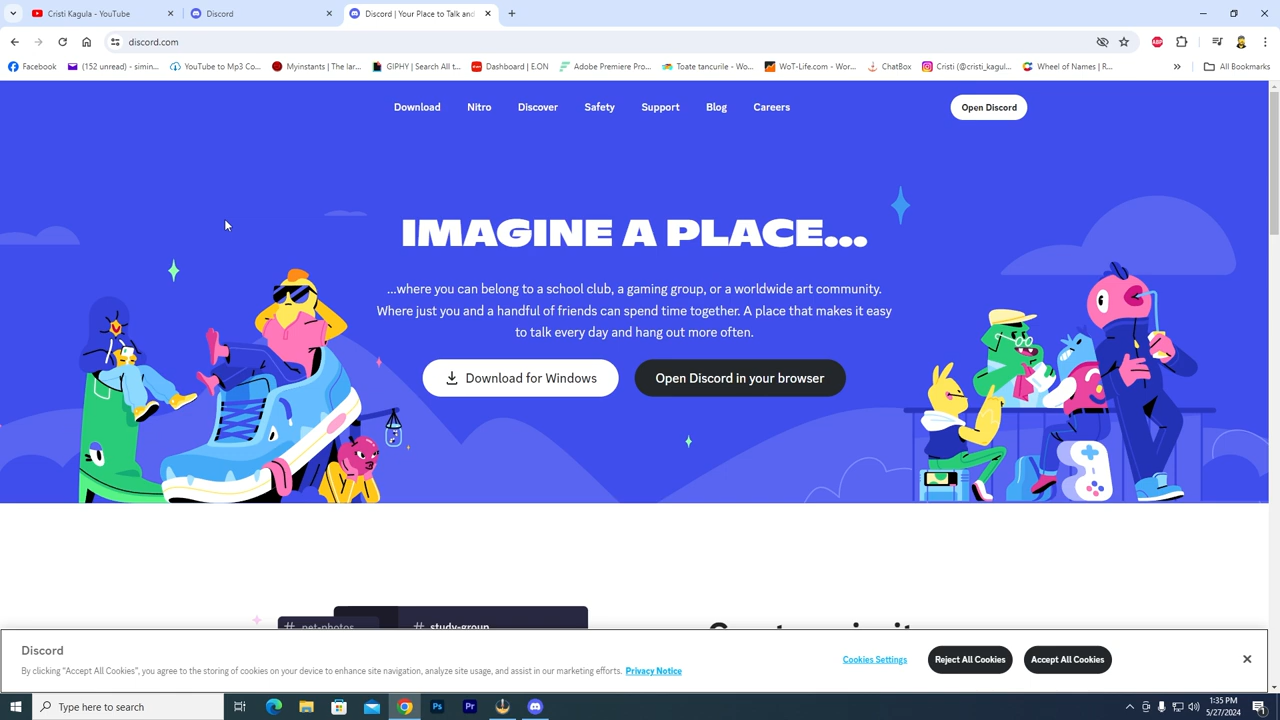 Cristi Kagula - YouTube
Discord
Discord | Your Place to Talk and
discord.com
Facebook
(152 unread) - simin...
YouTube to Mp3 Co...
Myinstants | The lar...
GIPHY | Search All t...
Dashboard | E.ON
Adobe Premiere Pro...
Toate tancurile - Wo...
WoT-Life.com - Wor...
ChatBox
Cristi (@cristi_kagul...
Wheel of Names | R...
All Bookmarks
Download
Nitro
Discover
Safety
Support
Blog
Careers
Open Discord
IMAGINE A PLACE...
...where you can belong to a school club, a gaming group, or a worldwide art community.
Where just you and a handful of friends can spend time together. A place that makes it easy
to talk every day and hang out more often.
Download for Windows
Open Discord in your browser
study-group
Discord
By clicking "Accept All Cookies", you agree to the storing of cookies on your device to enhance site navigation, analyze site usage, and assist in our marketing efforts. Privacy Notice
Cookies Settings
Reject All Cookies
Accept All Cookies
Type here to search
1:35 PM
5/27/2024